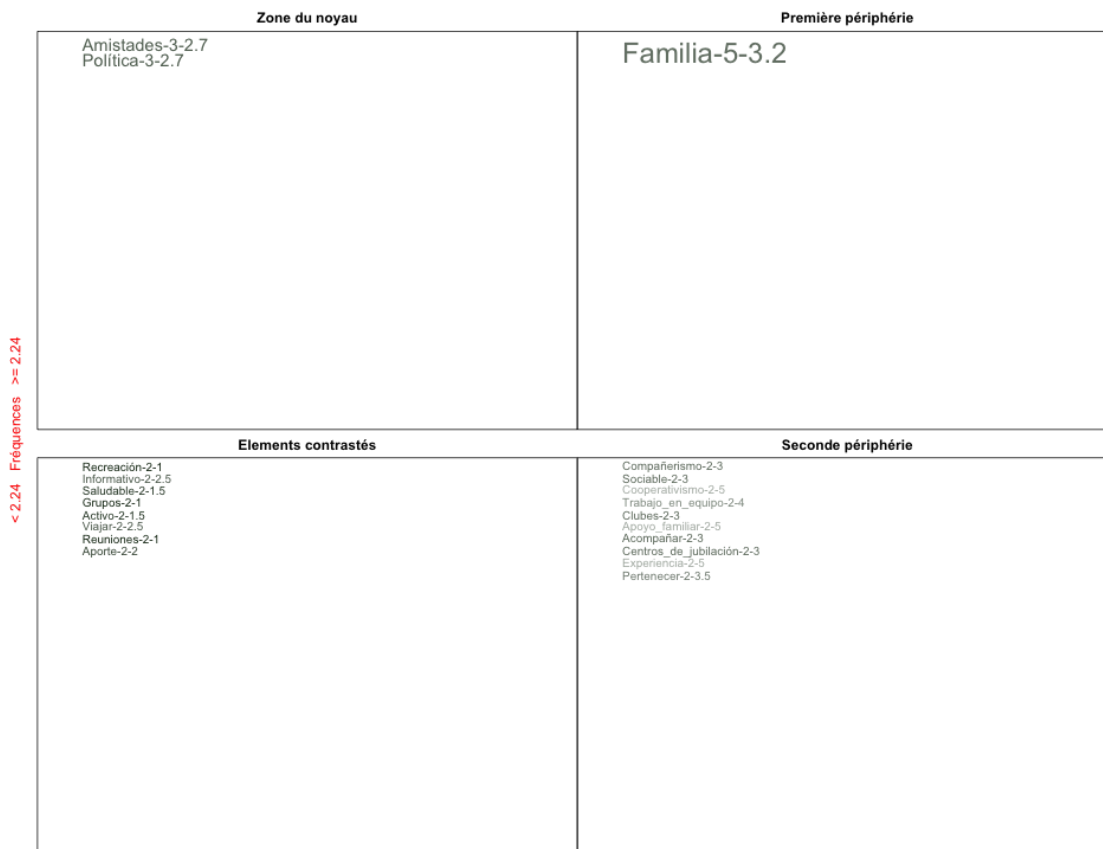 Zone du noyau
Première périphérie
Amistades-3-2.7
Política-3-2.7
Familia-5-3.2
< 2.24 Fréquences >= 2.24
Elements contrastés
Seconde périphérie
Recreación-2-1
Informativo-2-2.5
Saludable-2-1.5
Grupos-2-1
Activo-2-1.5
Viajar-2-2.5
Reuniones-2-1
Aporte-2-2
Compañerismo-2-3
Sociable-2-3
Cooperativismo-2-5
Trabajo_en_equipo-2-4
Clubes-2-3
Apoyo_familiar-2-5
Acompañar-2-3
Centros_de_jubilación-2-3
Experiencia-2-5
Pertenecer-2-3.5